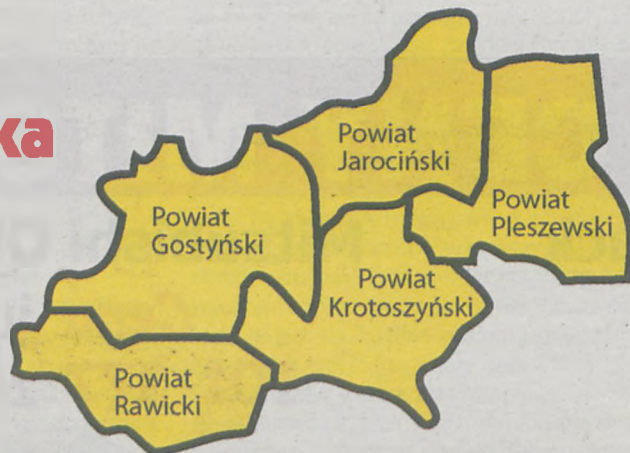 ka
Powiat
Jarociński
Powiat
Pleszewski
Powiat
Gostyński
Powiat
Krotoszyński
Powiat
Rawicki